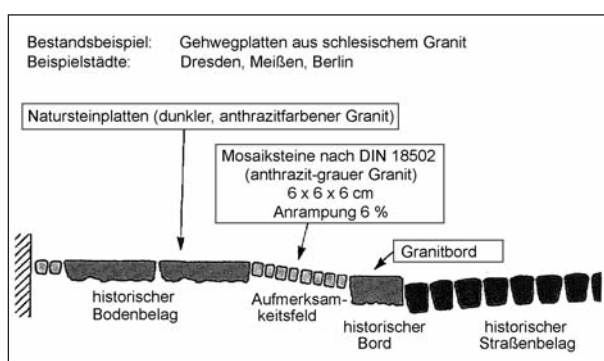 Bestandsbeispiel: Gehwegplatten aus schlesischem Granit
Beispielstädte: Dresden, Meißen, Berlin
Natursteinplatten (dunkler, anthrazitfarbener Granit)
Mosaiksteine nach DIN 18502
(anthrazit-grauer Granit)
6 x 6 x 6 cm
Anrampung 6 %
Granitbord
historischer
Bodenbelag
Aufmerksam-
keitsfeld
historischer
Bord
historischer
Straßenbelag